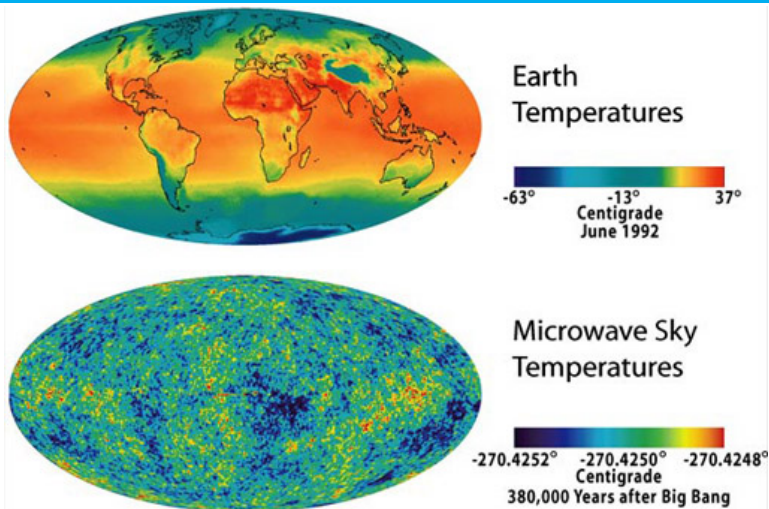 Earth
Temperatures
-63° -13° 37°
Centigrade
June 1992
Microwave Sky
Temperatures
-270.4252° -270.4250° -270.4248°
Centigrade
380,000 Years after Big Bang